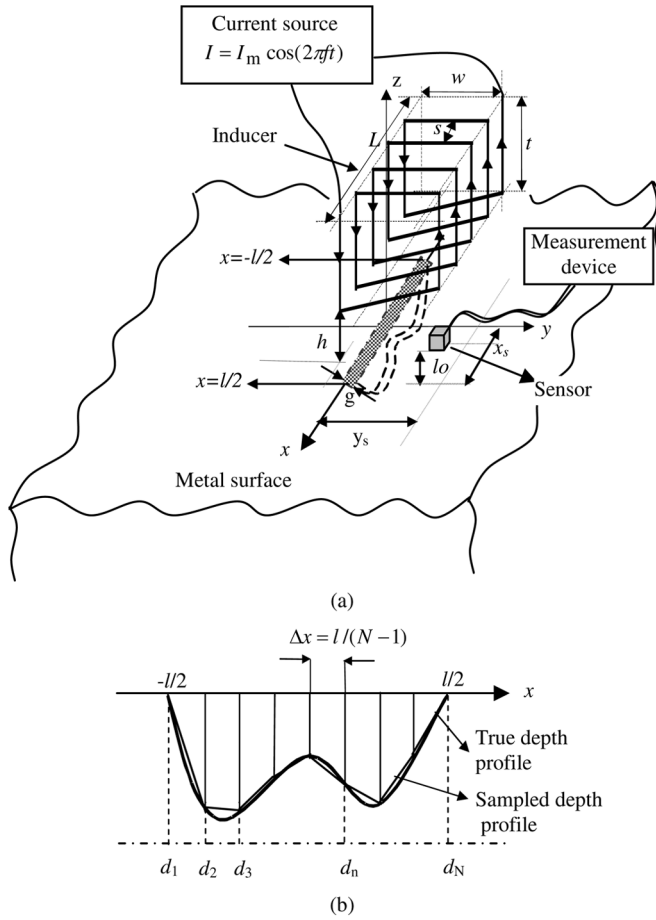 Current source
I = I_m cos(2πft)
z
w
s
t
L
Inducer
Measurement
device
x=-l/2
y
h
x_s
lo
x=l/2
Sensor
g
y_s
x
Metal surface
(a)
Δx = l/(N−1)
-l/2
l/2
x
True depth
profile
Sampled depth
profile
d_1 d_2 d_3 d_n d_N
(b)